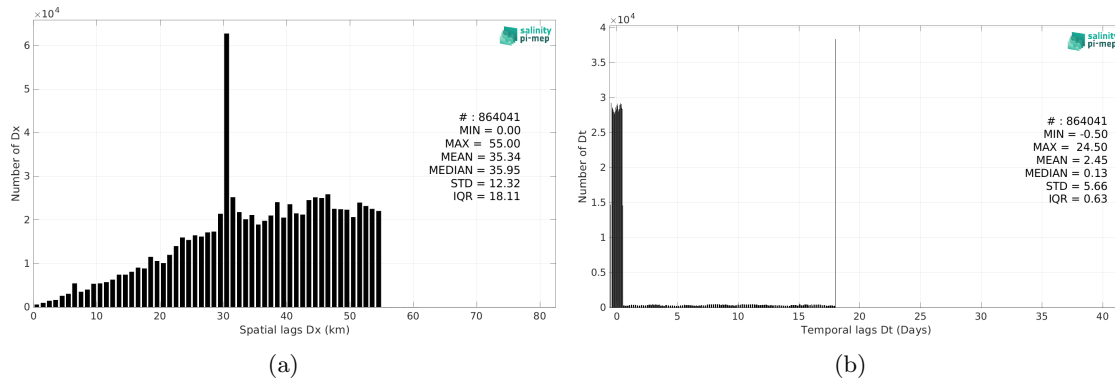 ×10⁴
6
5
4
3
2
1
0
Number of Dx
salinity
pi-mep
# : 864041
MIN = 0.00
MAX = 55.00
MEAN = 35.34
MEDIAN = 35.95
STD = 12.32
IQR = 18.11
0 10 20 30 40 50 60 70 80
Spatial lags Dx (km)
(a)
×10⁴
4
3.5
3
2.5
2
1.5
1
0.5
0
Number of Dt
salinity
pi-mep
# : 864041
MIN = -0.50
MAX = 24.50
MEAN = 2.45
MEDIAN = 0.13
STD = 5.66
IQR = 0.63
0 5 10 15 20 25 30 35 40
Temporal lags Dt (Days)
(b)